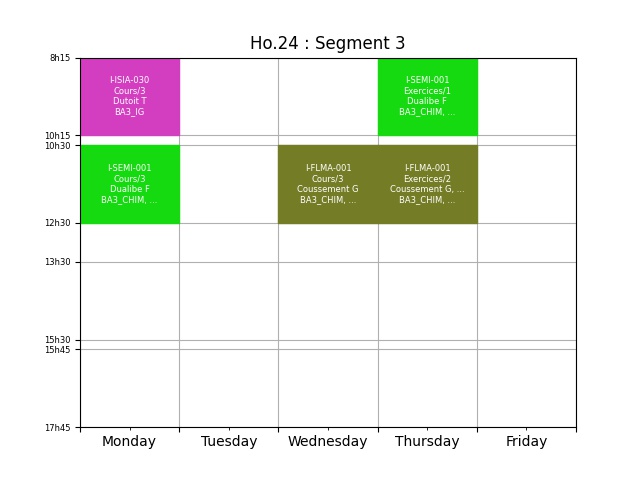 Ho.24 : Segment 3
8h15
I-ISIA-030
Cours/3
Dutoit T
BA3_IG
I-SEMI-001
Exercices/1
Dualibe F
BA3_CHIM, ...
10h15
10h30
I-SEMI-001
Cours/3
Dualibe F
BA3_CHIM, ...
I-FLMA-001
Cours/3
Coussement G
BA3_CHIM, ...
I-FLMA-001
Exercices/2
Coussement G, ...
BA3_CHIM, ...
12h30
13h30
15h30
15h45
17h45
Monday
Tuesday
Wednesday
Thursday
Friday